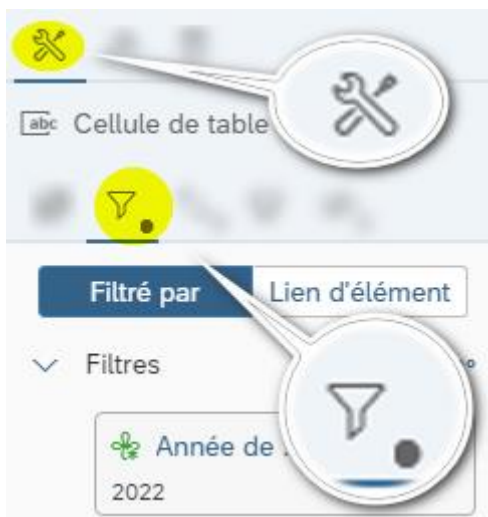 abc Cellule de table
Filtré par Lien d'élément
Filtres
Année de
2022